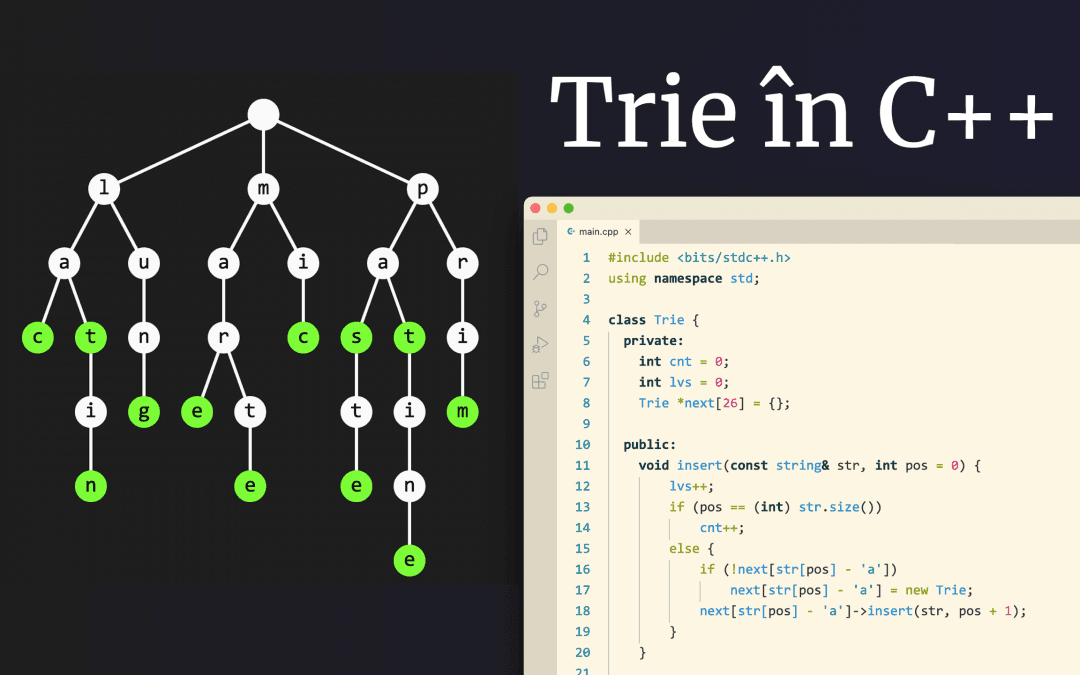 Trie în C++
l m p
a u a i a r
c t n r c s t i
i g e t t i m
n e e n
e
main.cpp ×
1 #include <bits/stdc++.h>
2 using namespace std;
3
4 class Trie {
5 private:
6 int cnt = 0;
7 int lvs = 0;
8 Trie *next[26] = {};
9
10 public:
11 void insert(const string& str, int pos = 0) {
12 lvs++;
13 if (pos == (int) str.size())
14 cnt++;
15 else {
16 if (!next[str[pos] - 'a'])
17 next[str[pos] - 'a'] = new Trie;
18 next[str[pos] - 'a']->insert(str, pos + 1);
19 }
20 }
21